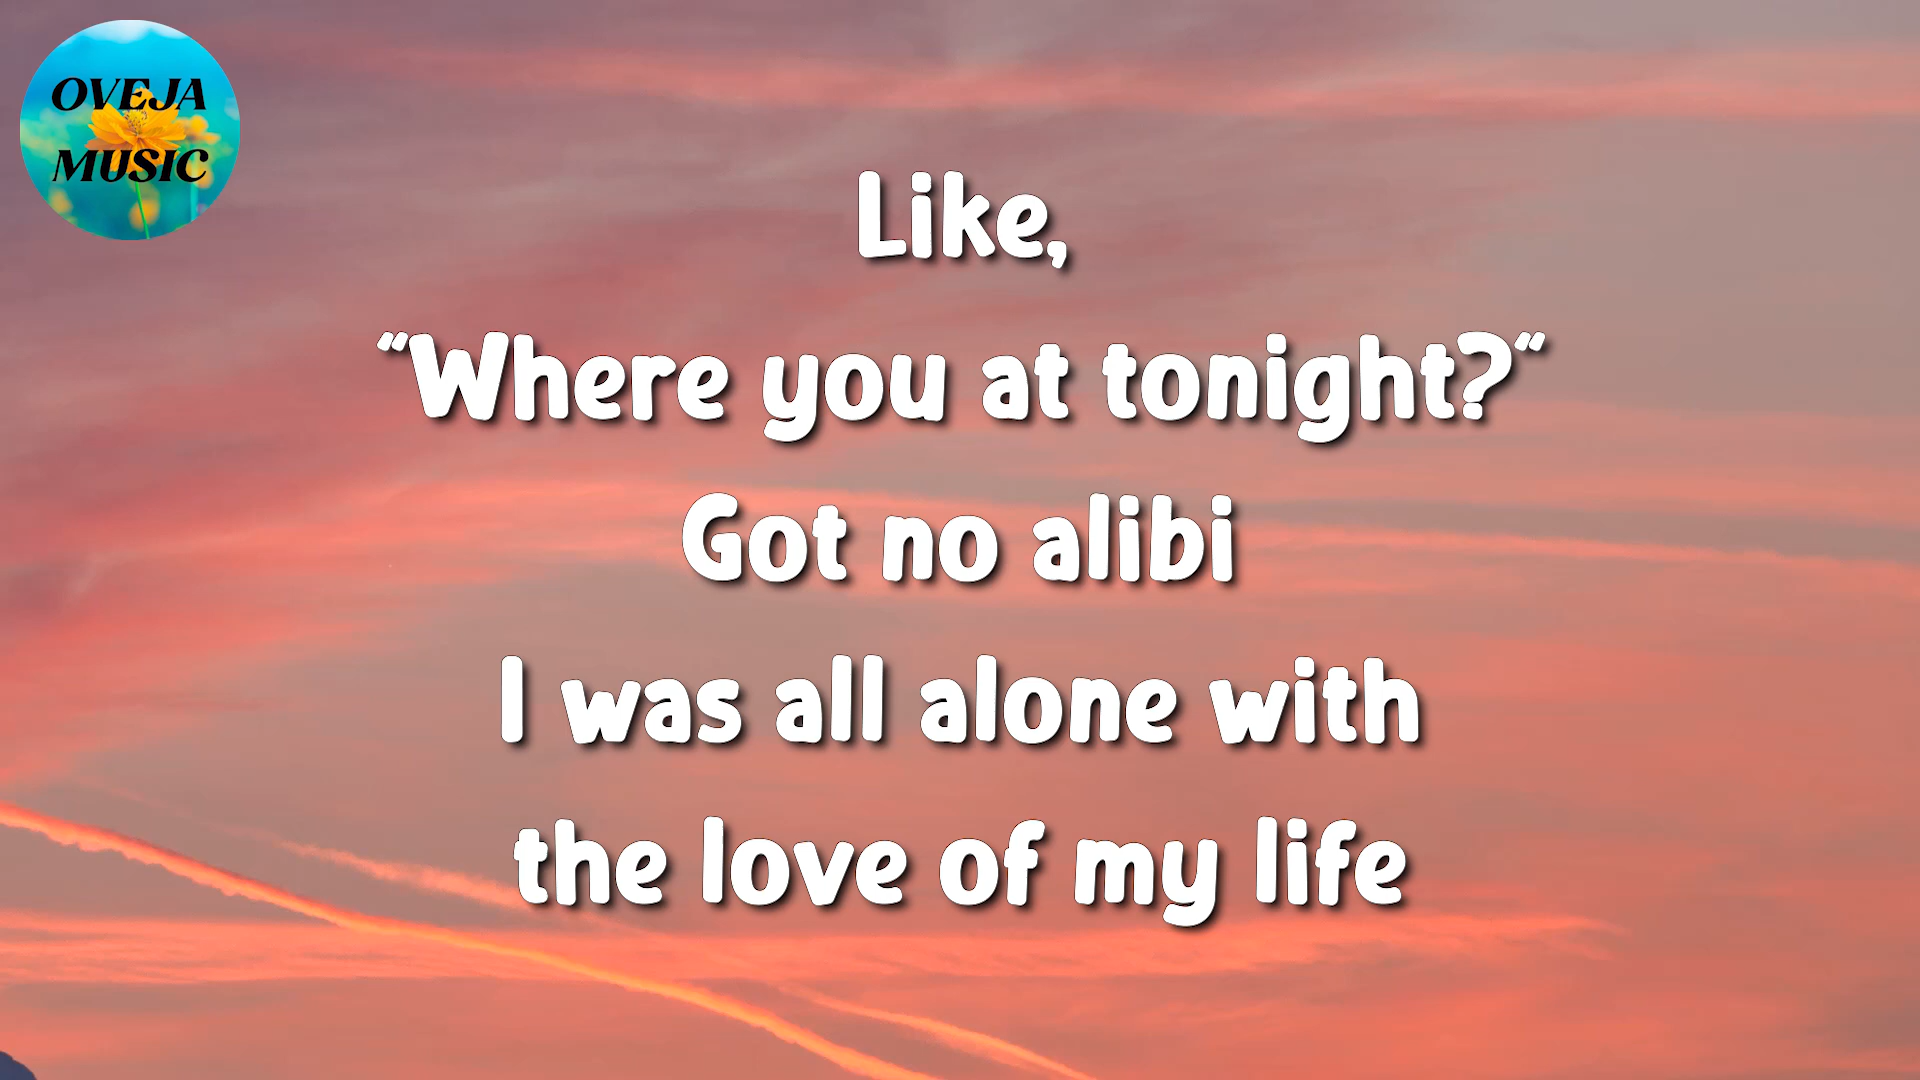 OVEJA
MUSIC
Like,
“Where you at tonight?“
Got no alibi
I was all alone with
the love of my life